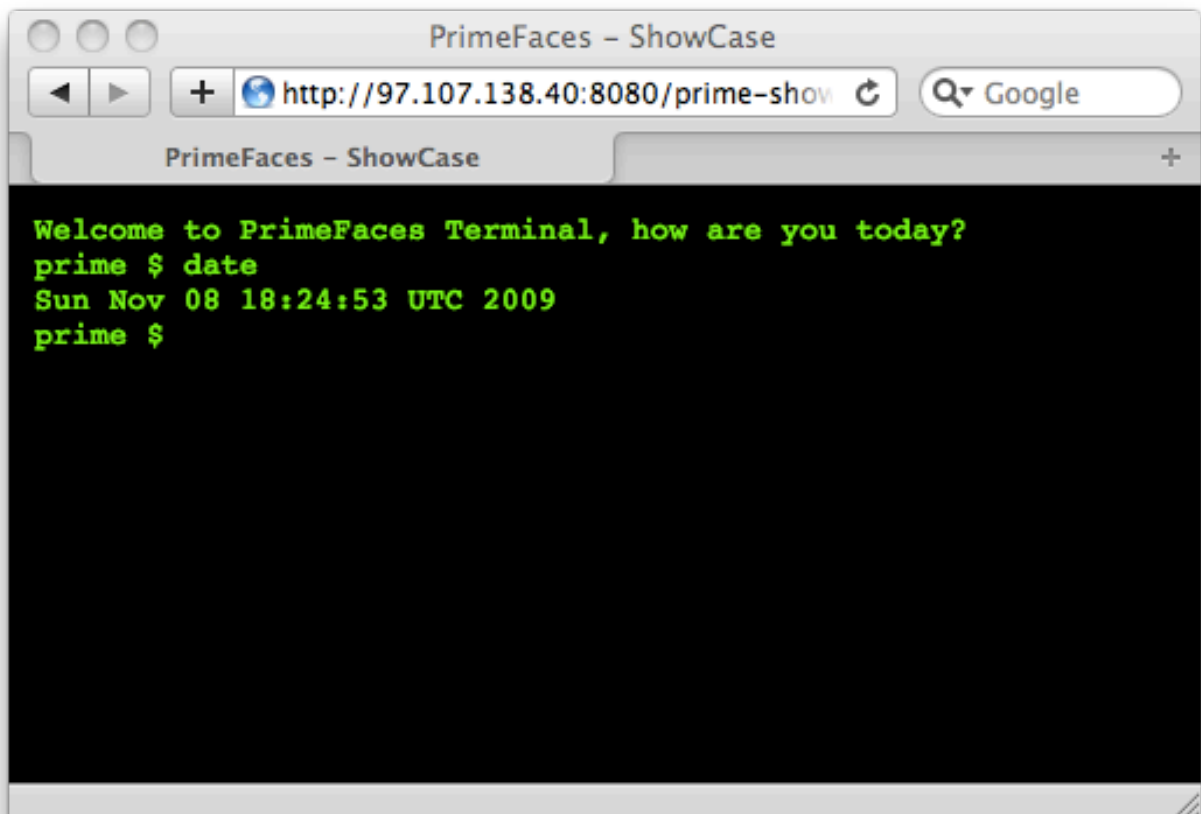 PrimeFaces – ShowCase
http://97.107.138.40:8080/prime-show
Google
PrimeFaces – ShowCase
Welcome to PrimeFaces Terminal, how are you today?
prime $ date
Sun Nov 08 18:24:53 UTC 2009
prime $